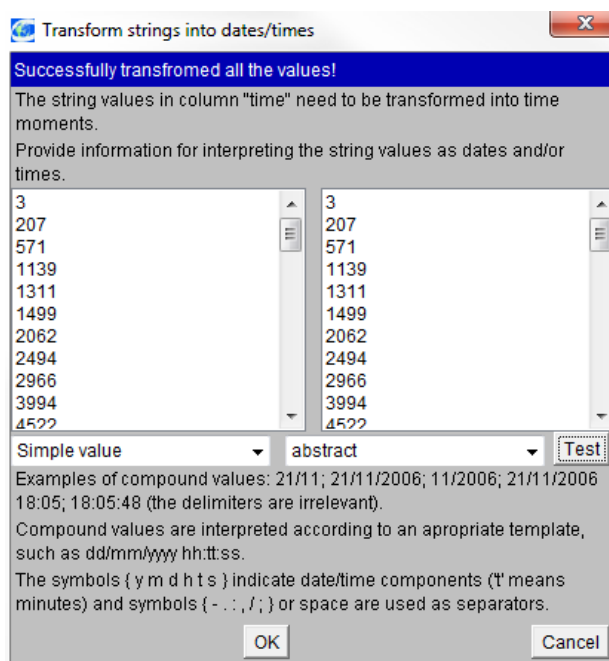 Transform strings into dates/times
Successfully transfromed all the values!
The string values in column "time" need to be transformed into time
moments.
Provide information for interpreting the string values as dates and/or
times.
3
207
571
1139
1311
1499
2062
2494
2966
3994
4522
3
207
571
1139
1311
1499
2062
2494
2966
3994
4522
Simple value abstract Test
Examples of compound values: 21/11; 21/11/2006; 11/2006; 21/11/2006
18:05; 18:05:48 (the delimiters are irrelevant).
Compound values are interpreted according to an apropriate template,
such as dd/mm/yyyy hh:tt:ss.
The symbols { y m d h t s } indicate date/time components ('t' means
minutes) and symbols { - . : , / ; } or space are used as separators.
OK Cancel